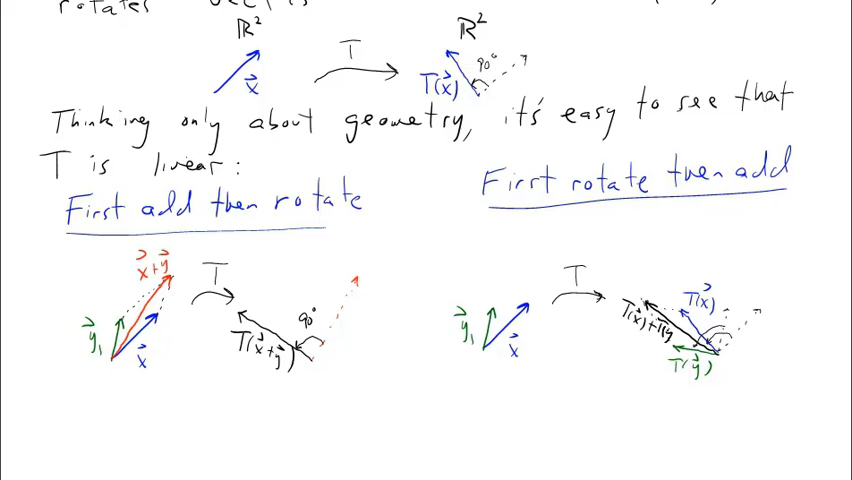 rotates
ℝ² ℝ²
T 90°
x⃗ T(x⃗)
Thinking only about geometry, it's easy to see that
T is linear:
First add then rotate
x⃗+y⃗ T
y⃗ x⃗ T(x⃗+y⃗) 90°
First rotate then add
T T(x⃗)
y⃗ x⃗ T(x⃗)+T(y⃗
T(y⃗)